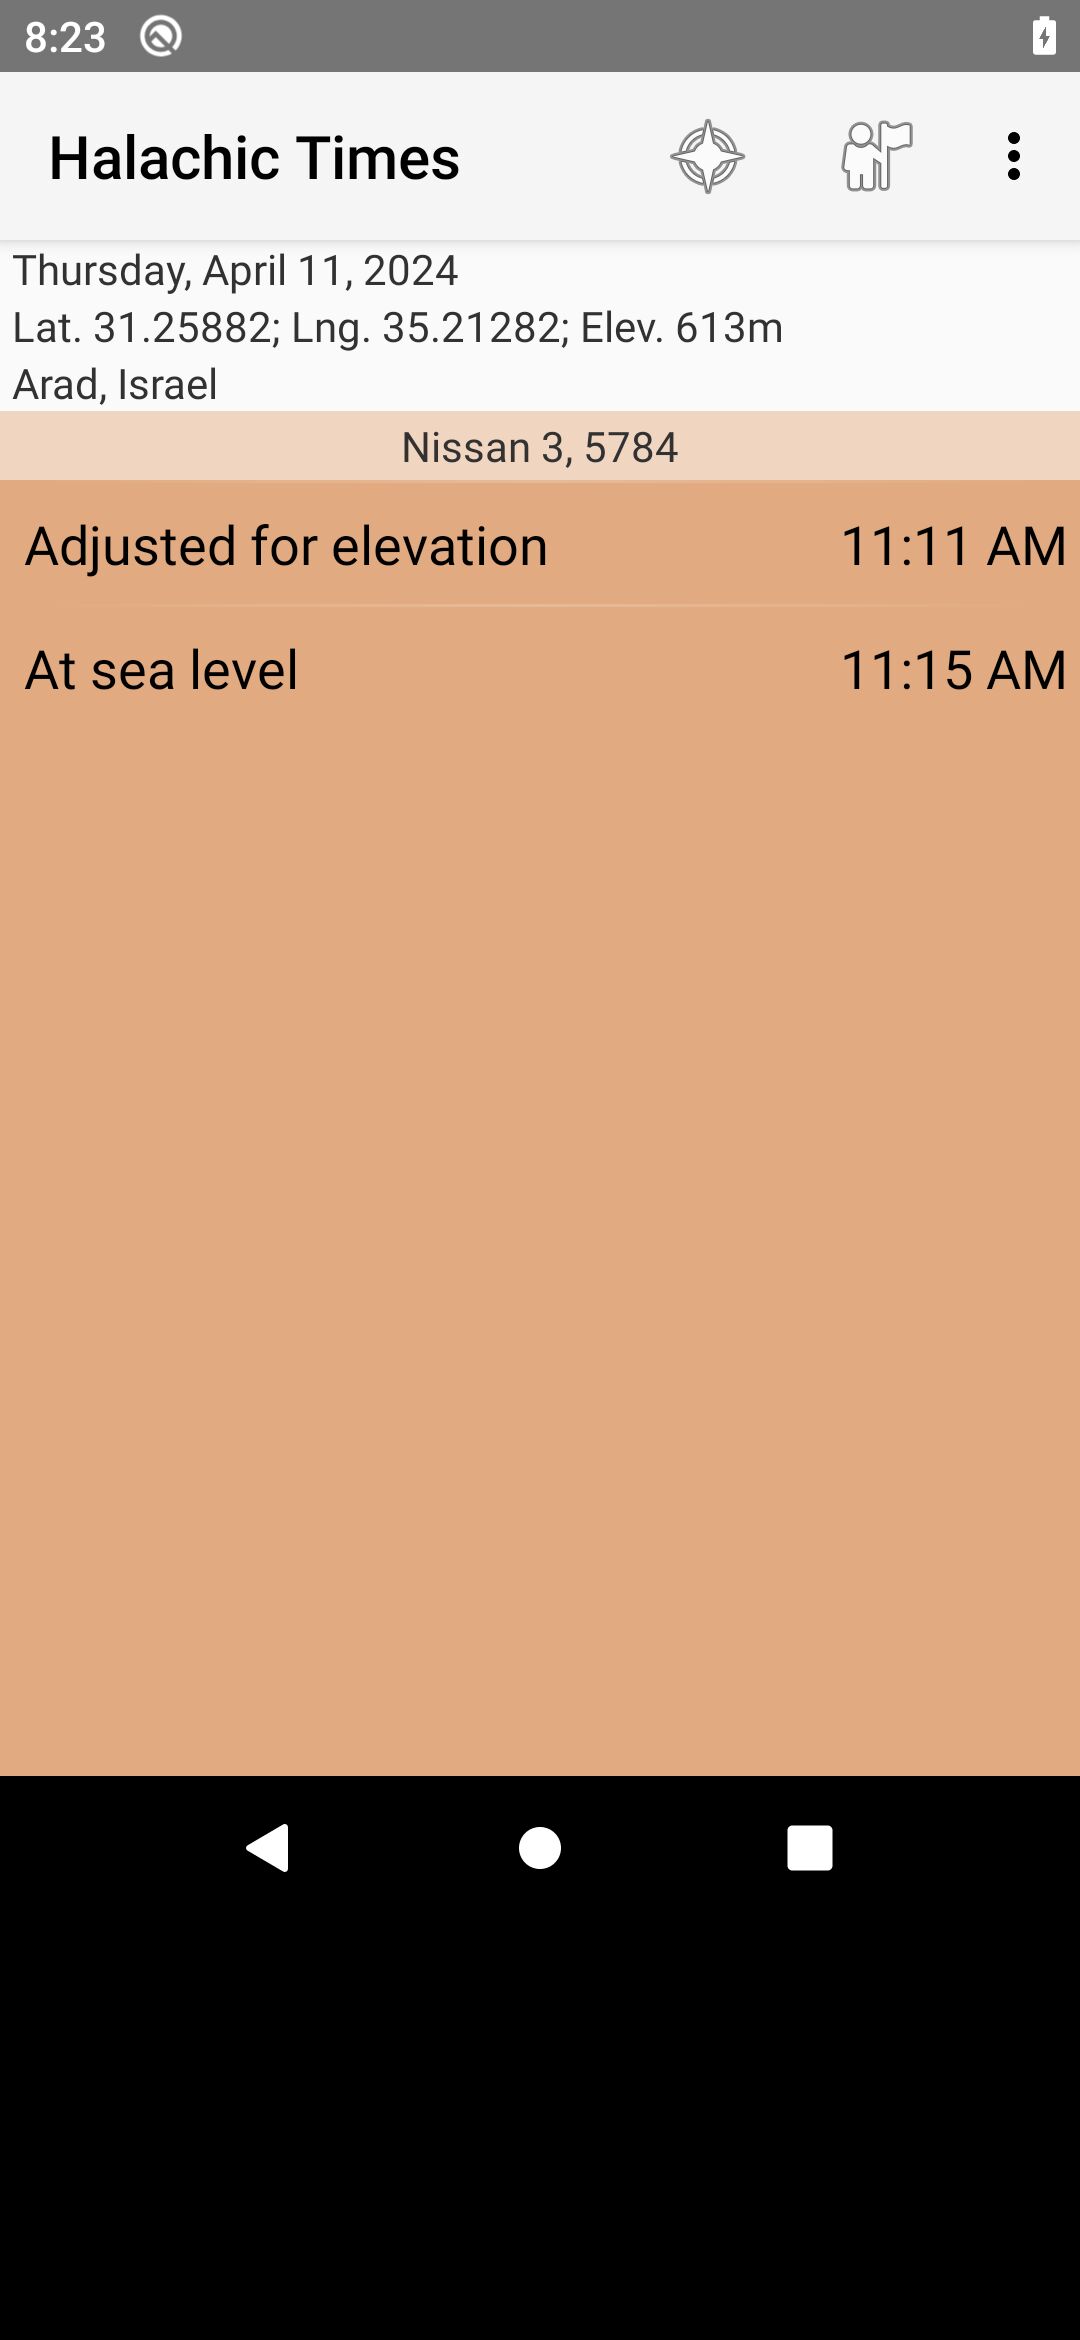 8:23
Halachic Times
Thursday, April 11, 2024
Lat. 31.25882; Lng. 35.21282; Elev. 613m
Arad, Israel
Nissan 3, 5784
Adjusted for elevation 11:11 AM
At sea level 11:15 AM